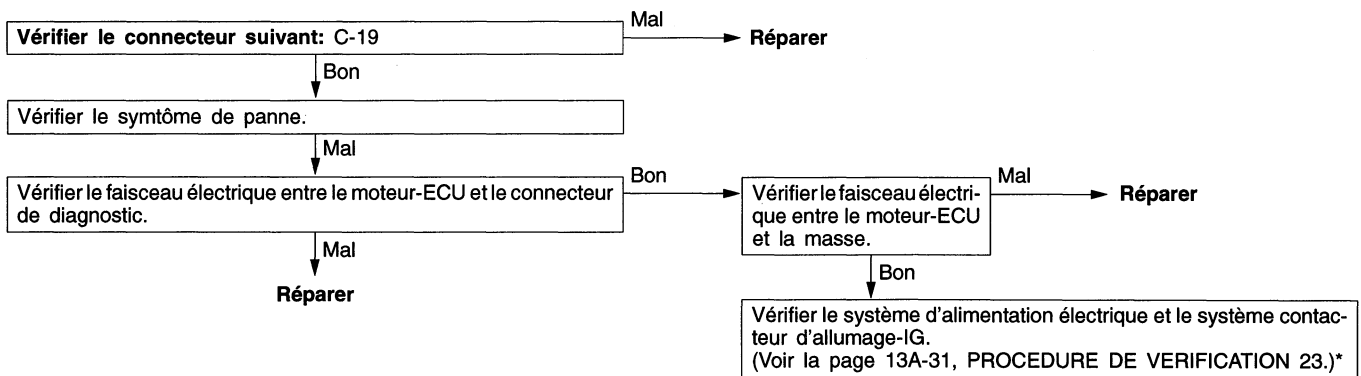 Vérifier le connecteur suivant: C-19
Mal
Réparer
Bon
Vérifier le symtôme de panne.
Mal
Vérifier le faisceau électrique entre le moteur-ECU et le connecteur
de diagnostic.
Bon
Vérifier le faisceau électri-
que entre le moteur-ECU
et la masse.
Mal
Réparer
Mal
Réparer
Bon
Vérifier le système d'alimentation électrique et le système contac-
teur d'allumage-IG.
(Voir la page 13A-31, PROCEDURE DE VERIFICATION 23.)*